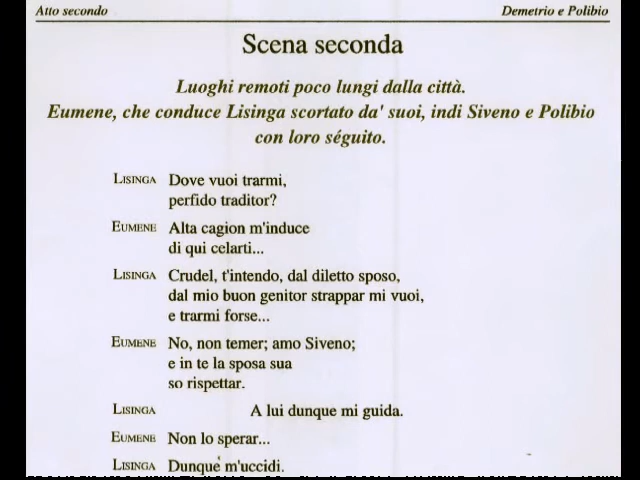 Atto secondo Demetrio e Polibio
Scena seconda
Luoghi remoti poco lungi dalla città.
Eumene, che conduce Lisinga scortato da' suoi, indi Siveno e Polibio
con loro séguito.
LISINGA Dove vuoi trarmi,
perfido traditor?
EUMENE Alta cagion m'induce
di qui celarti...
LISINGA Crudel, t'intendo, dal diletto sposo,
dal mio buon genitor strappar mi vuoi,
e trarmi forse...
EUMENE No, non temer; amo Siveno;
e in te la sposa sua
so rispettar.
LISINGA A lui dunque mi guida.
EUMENE Non lo sperar...
LISINGA Dunque m'uccidi.